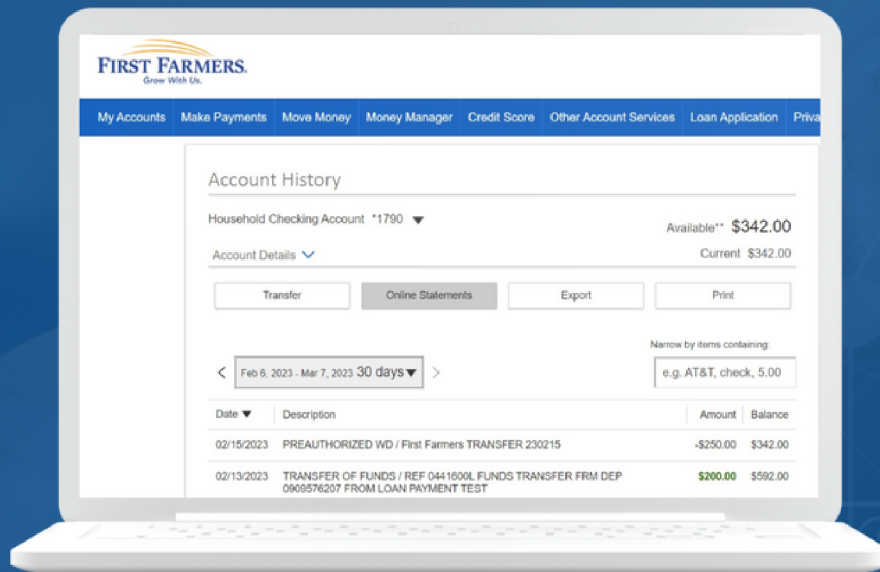 FIRST FARMERS.
Grow With Us.
My Accounts Make Payments Move Money Money Manager Credit Score Other Account Services Loan Application Priva
Account History
Household Checking Account *1790
Available** $342.00
Account Details
Current $342.00
Transfer Online Statements Export Print
Narrow by items containing:
Feb 6, 2023 - Mar 7, 2023 30 days
e.g. AT&T, check, 5.00
Date Description Amount Balance
02/15/2023 PREAUTHORIZED WD / First Farmers TRANSFER 230215 -$250.00 $342.00
02/13/2023 TRANSFER OF FUNDS / REF 0441600L FUNDS TRANSFER FRM DEP $200.00 $592.00
0909576207 FROM LOAN PAYMENT TEST